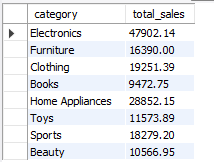 category total_sales
Electronics 47902.14
Furniture 16390.00
Clothing 19251.39
Books 9472.75
Home Appliances 28852.15
Toys 11573.89
Sports 18279.20
Beauty 10566.95